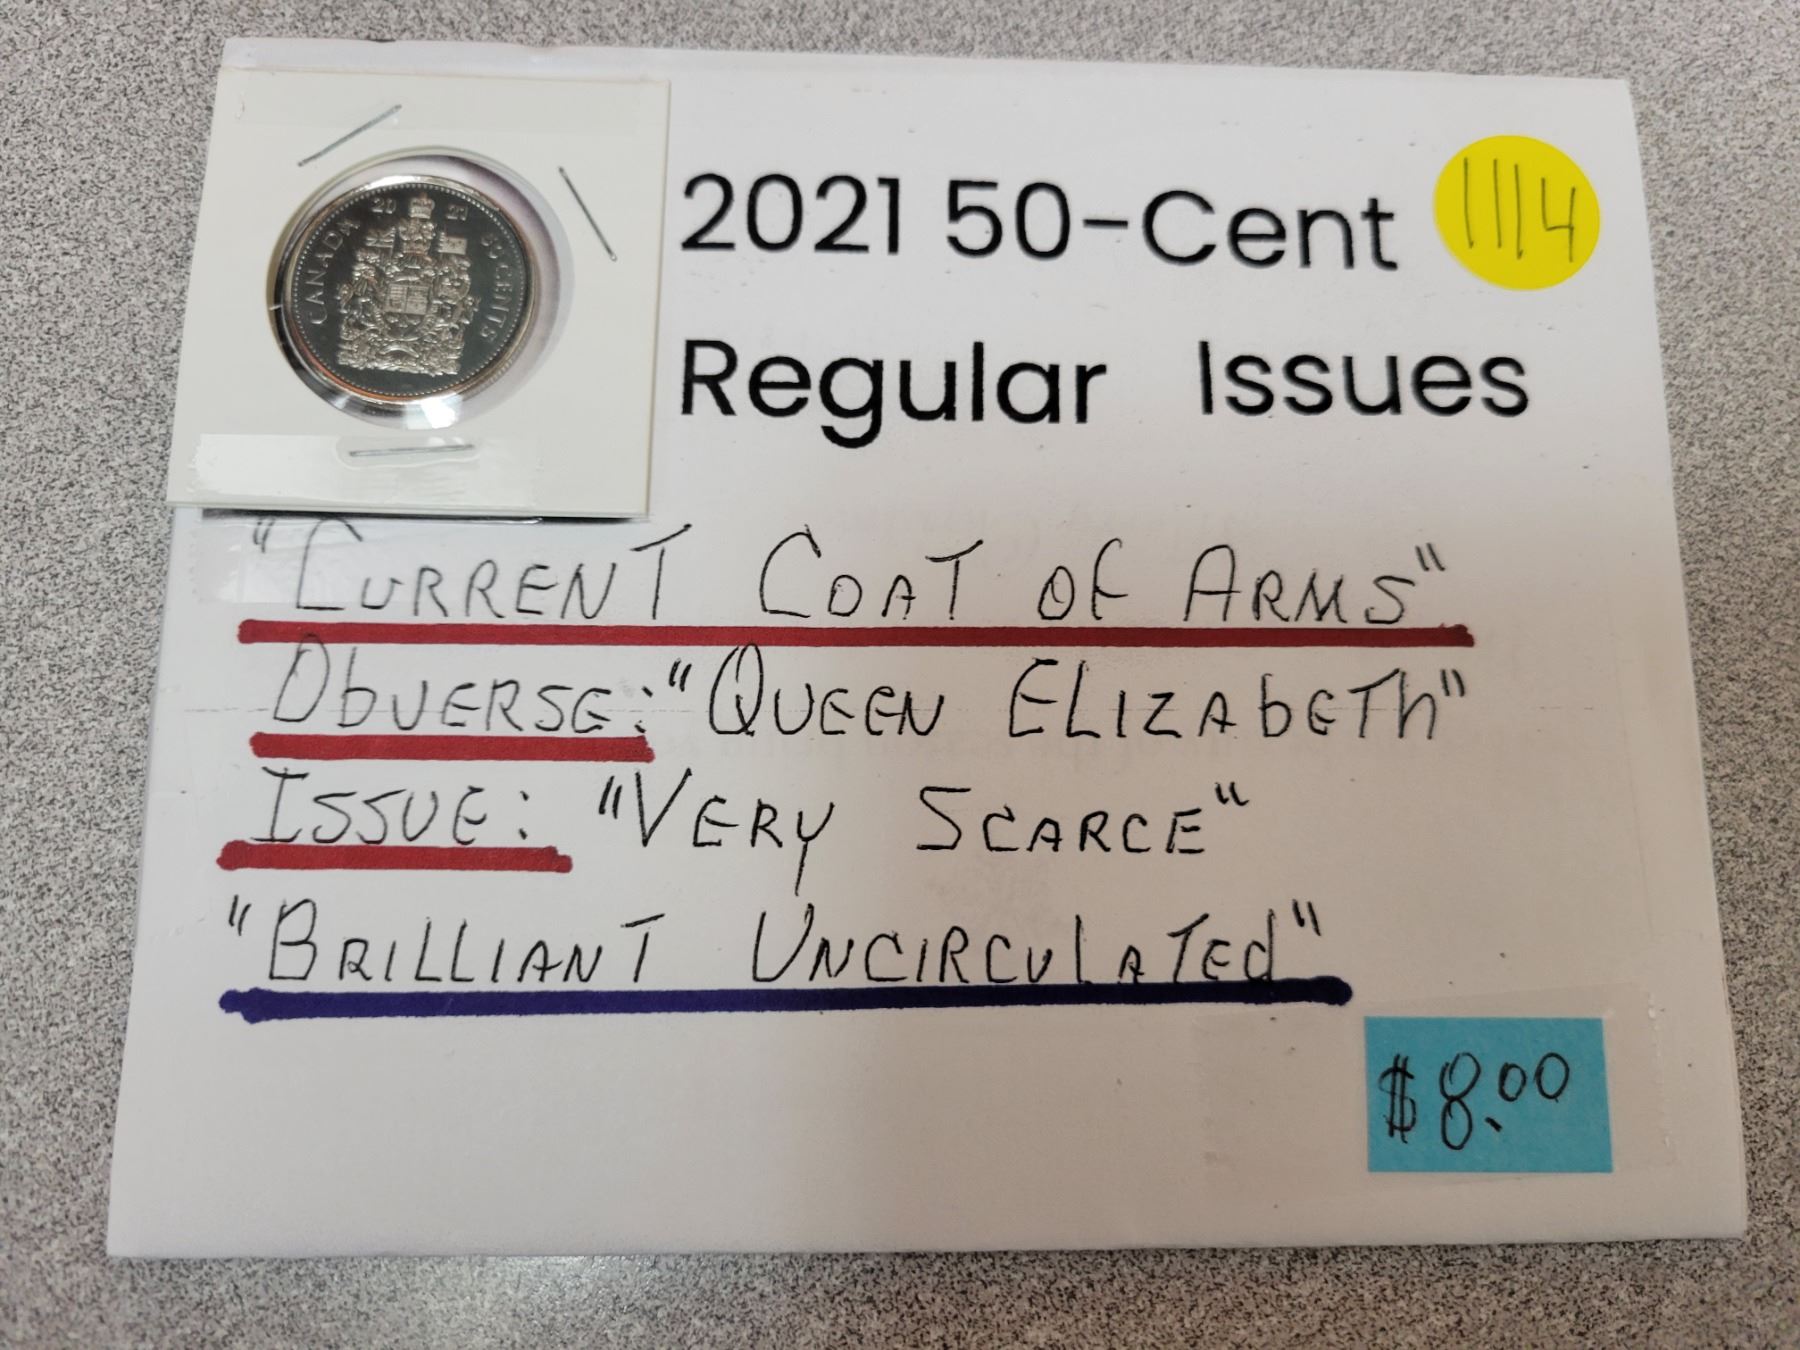 20 21
CANADA 50 CENTS
2021 50-Cent
1114
Regular Issues
"CURRENT COAT OF ARMS"
ObVERSE: "QUEEN ELIZAbETh"
ISSUE: "VERY SCARCE"
"BRILLIANT UNCIRCULATEd"
$8.00